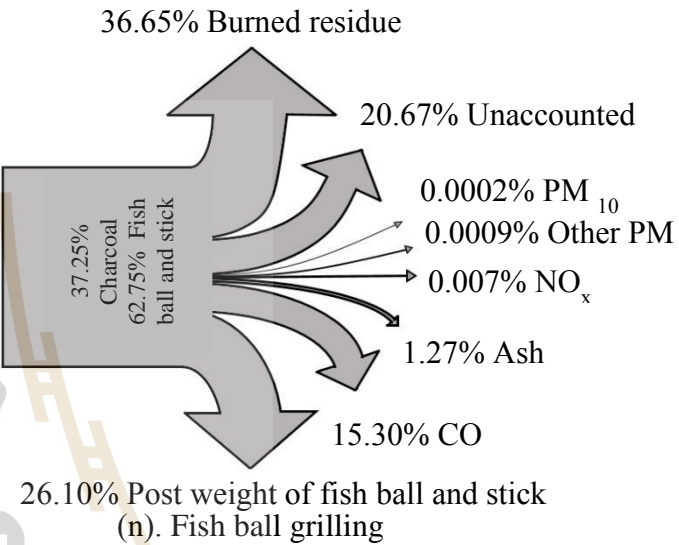 36.65% Burned residue
20.67% Unaccounted
0.0002% PM 10
0.0009% Other PM
37.25%
Charcoal
62.75% Fish
ball and stick
0.007% NOx
1.27% Ash
15.30% CO
26.10% Post weight of fish ball and stick
(n). Fish ball grilling